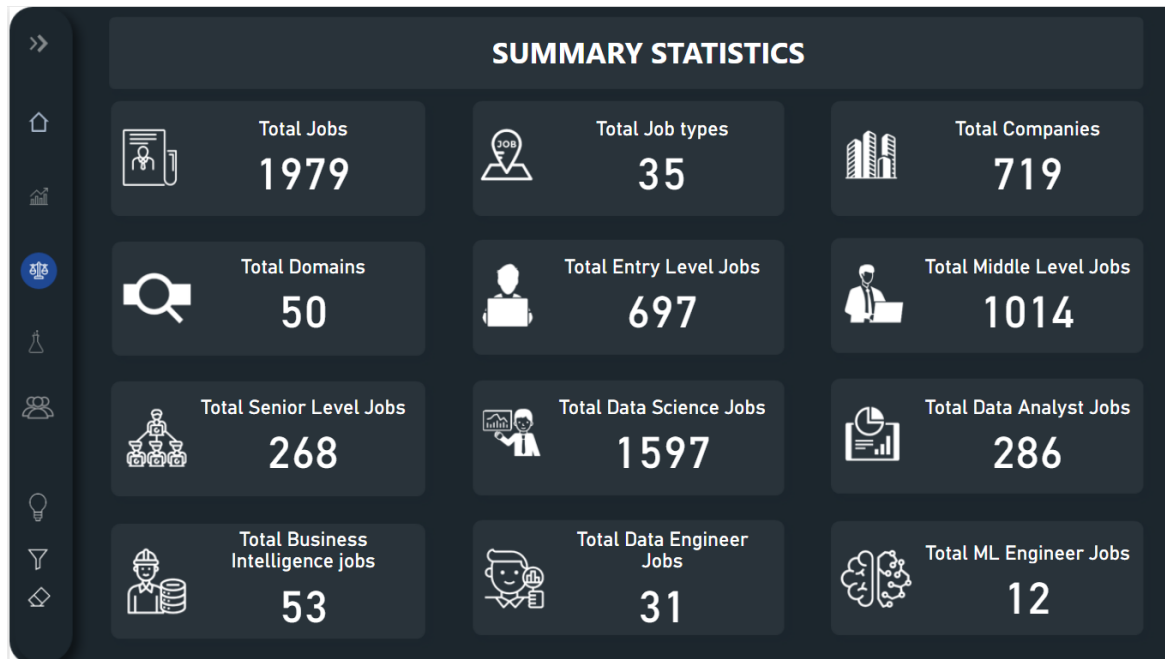 SUMMARY STATISTICS
Total Jobs
1979
Total Job types
JOB
35
Total Companies
719
Total Domains
50
Total Entry Level Jobs
697
Total Middle Level Jobs
1014
Total Senior Level Jobs
268
Total Data Science Jobs
1597
Total Data Analyst Jobs
286
Total Business
Intelligence jobs
53
Total Data Engineer
Jobs
31
Total ML Engineer Jobs
12